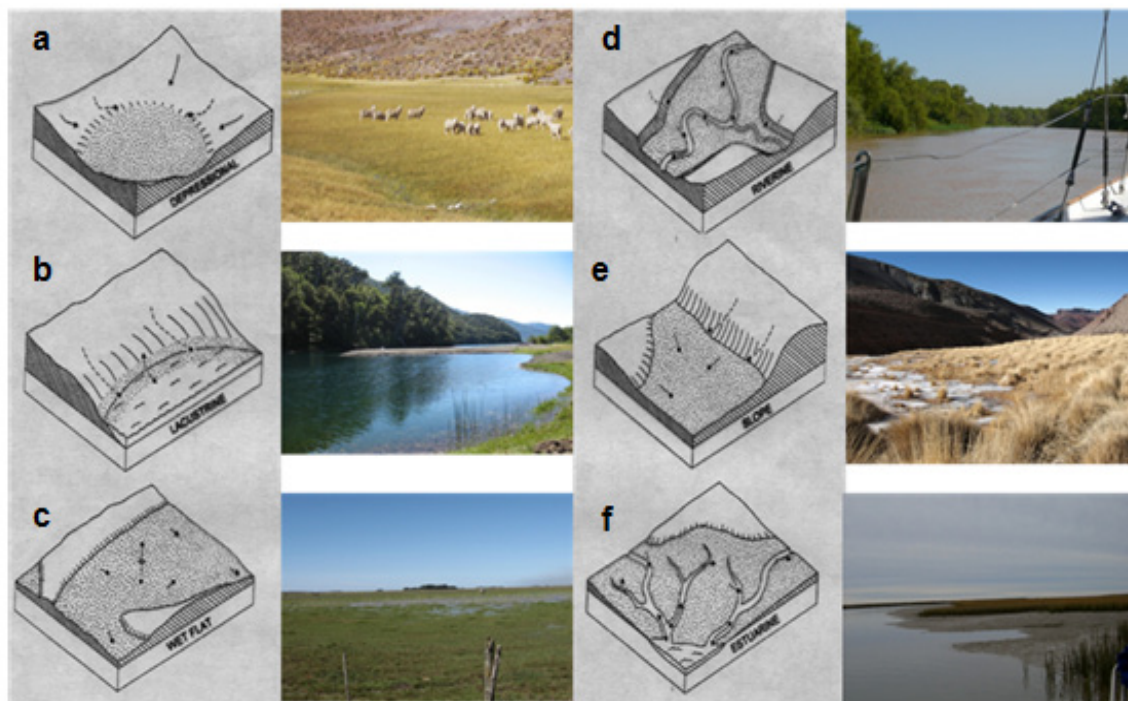 a
DEPRESSIONAL
b
LACUSTRINE
c
WET FLAT
d
RIVERINE
e
SLOPE
f
ESTUARINE